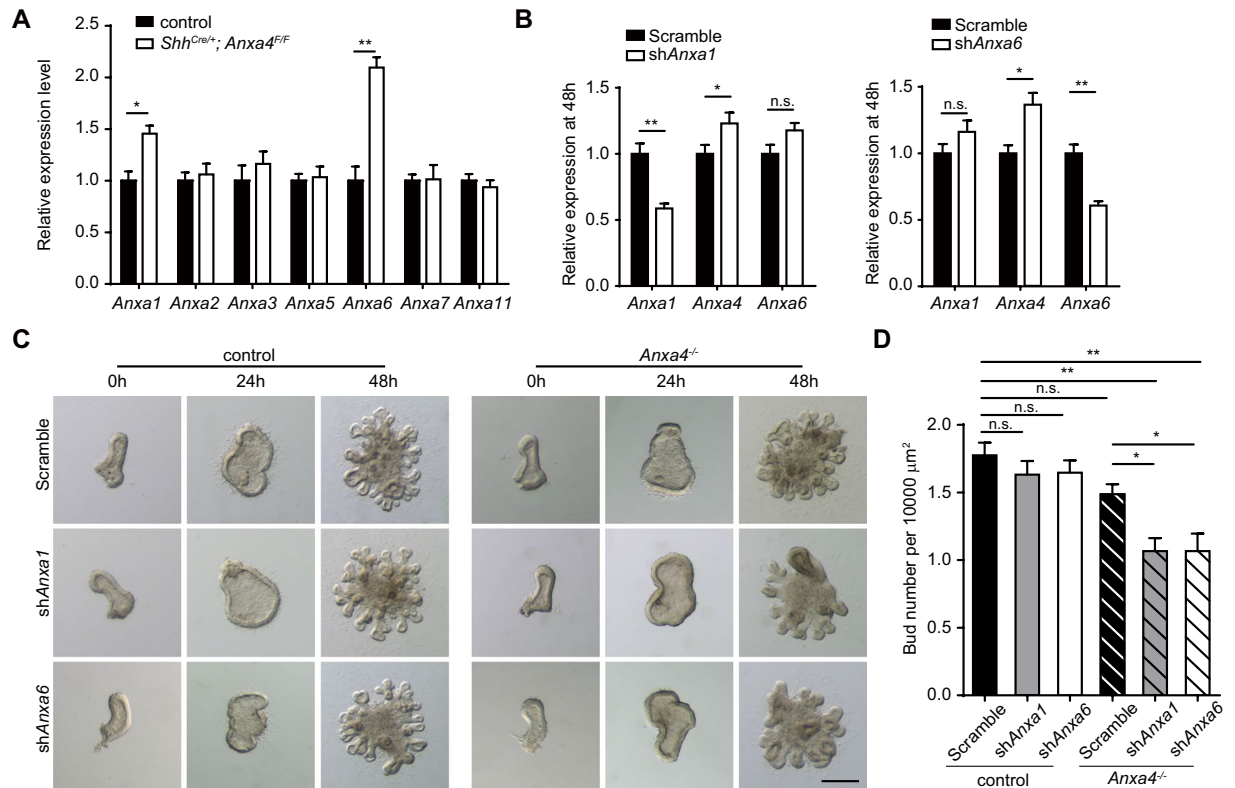 A
control
Shh^Cre/+; Anxa4^F/F
Relative expression level
2.5
2.0
1.5
1.0
0.5
0.0
*
**
Anxa1 Anxa2 Anxa3 Anxa5 Anxa6 Anxa7 Anxa11
B
Scramble
shAnxa1
Relative expression at 48h
1.5
1.0
0.5
0.0
**
*
n.s.
Anxa1 Anxa4 Anxa6
Scramble
shAnxa6
Relative expression at 48h
1.5
1.0
0.5
0.0
n.s.
*
**
Anxa1 Anxa4 Anxa6
C
control
Anxa4-/-
0h 24h 48h 0h 24h 48h
Scramble
shAnxa1
shAnxa6
D
**
**
n.s.
n.s.
n.s.
*
*
Bud number per 10000 μm²
2.0
1.5
1.0
0.5
0.0
Scramble shAnxa1 shAnxa6 Scramble shAnxa1 shAnxa6
control Anxa4-/-